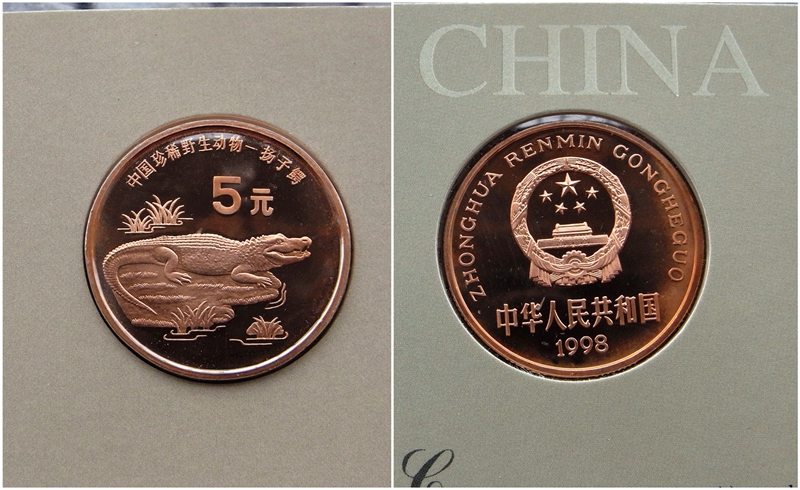 中国珍稀野生动物—扬子鳄
5元
CHINA
ZHONGHUA RENMIN GONGHEGUO
中华人民共和国
1998